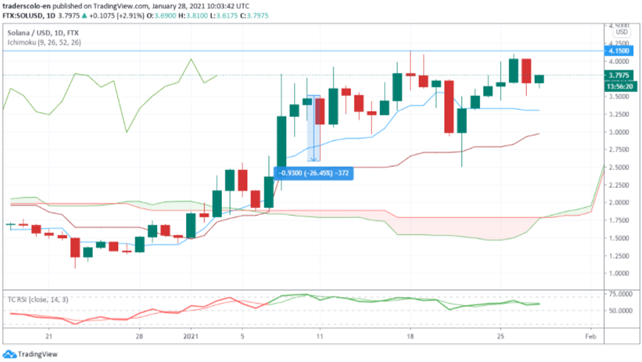 traderscolo-en published on TradingView.com, January 28, 2021 10:03:42 UTC
FTX:SOLUSD, 1D 3.7975 ▲ +0.1075 (+2.91%) O:3.6900 H:3.8100 L:3.6175 C:3.7975
Solana / USD, 1D, FTX
Ichimoku (9, 26, 52, 26)
4.5000
USD
4.2500
4.1500
3.7975
13:56:20
3.5000
3.2500
3.0000
2.7500
2.5000
2.2500
2.0000
1.7500
1.5000
1.2500
1.0000
-0.9300 (-26.45%) -372
TC RSI (close, 14, 3)
75.0000
50.0000
21
28
2021
5
11
18
25
Feb
TradingView